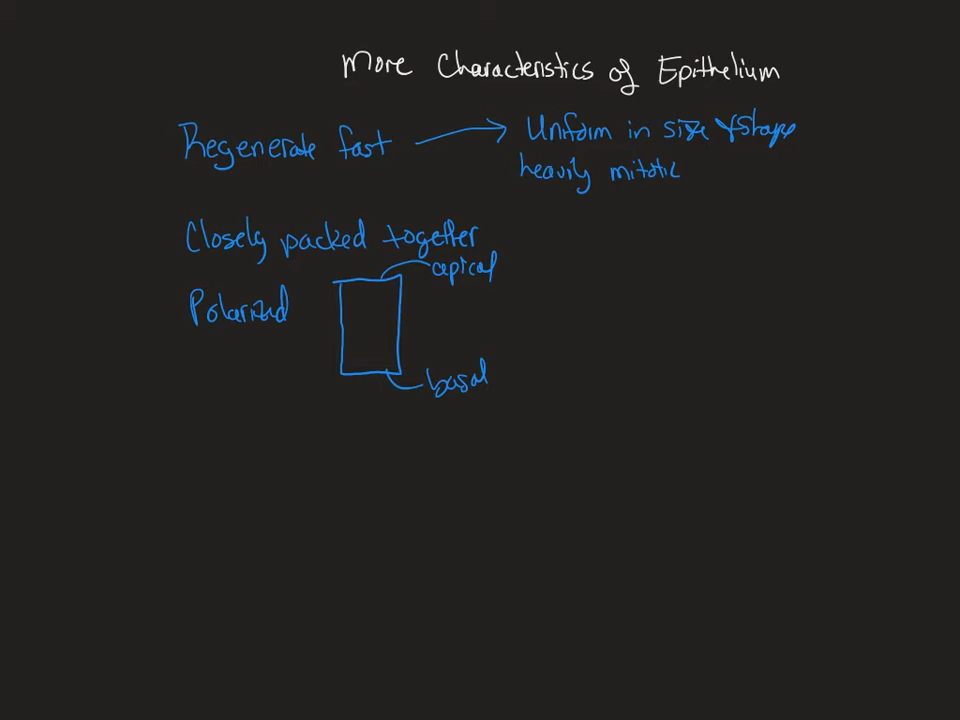 More Characteristics of Epithelium
Regenerate fast → Uniform in size & shape
heavily mitotic
Closely packed together
apical
Polarized
basal